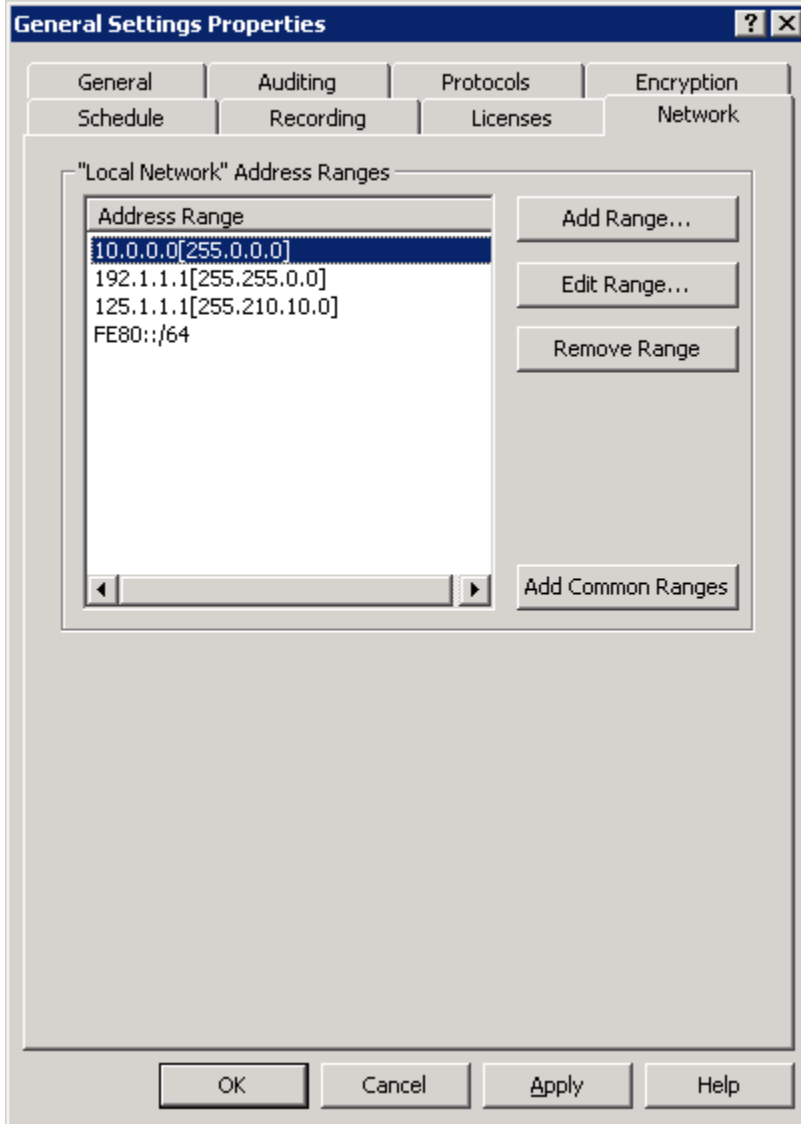 General Settings Properties
General Auditing Protocols Encryption
Schedule Recording Licenses Network
"Local Network" Address Ranges
Address Range
10.0.0.0[255.0.0.0]
192.1.1.1[255.255.0.0]
125.1.1.1[255.210.10.0]
FE80::/64
Add Range...
Edit Range...
Remove Range
Add Common Ranges
OK Cancel Apply Help